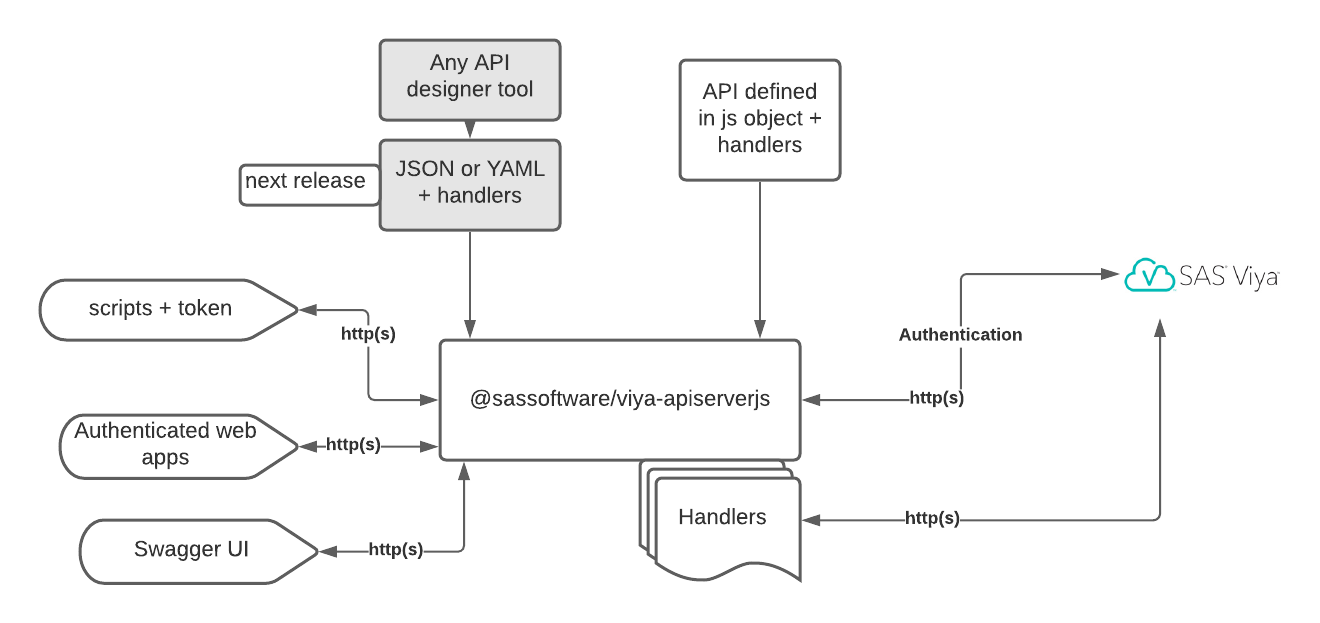 Any API
designer tool
API defined
in js object +
handlers
next release
JSON or YAML
+ handlers
SAS® Viya™
scripts + token
http(s)
Authentication
@sassoftware/viya-apiserverjs
http(s)
Authenticated web
apps
http(s)
Handlers
http(s)
Swagger UI
http(s)